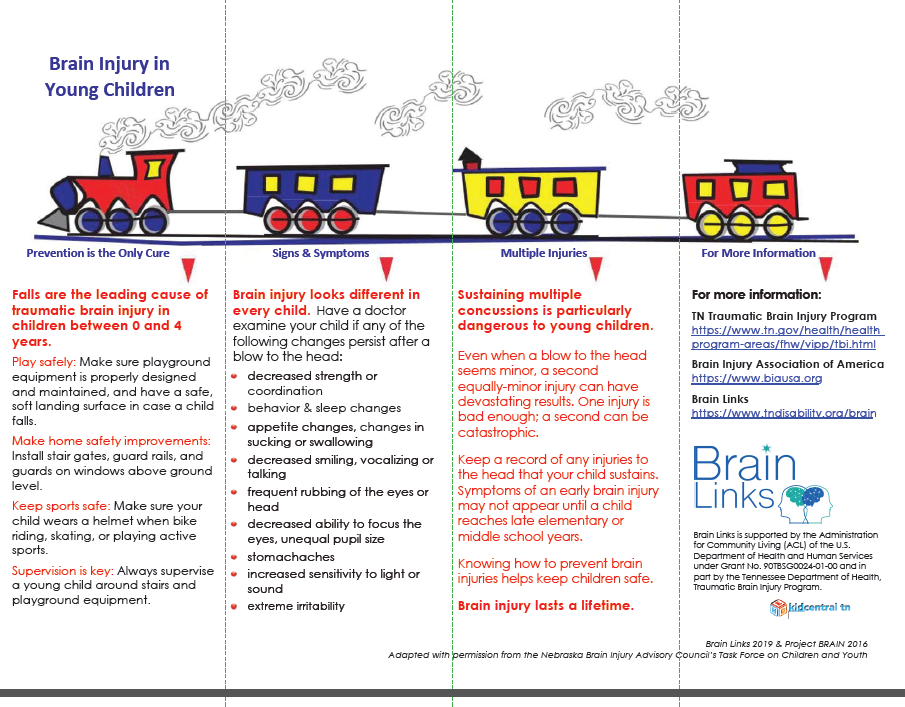 Brain Injury in
Young Children
Prevention is the Only Cure
Falls are the leading cause of
traumatic brain injury in
children between 0 and 4
years.
Play safely: Make sure playground
equipment is properly designed
and maintained, and have a safe,
soft landing surface in case a child
falls.
Make home safety improvements:
Install stair gates, guard rails, and
guards on windows above ground
level.
Keep sports safe: Make sure your
child wears a helmet when bike
riding, skating, or playing active
sports.
Supervision is key: Always supervise
a young child around stairs and
playground equipment.
Signs & Symptoms
Brain injury looks different in
every child. Have a doctor
examine your child if any of the
following changes persist after a
blow to the head:
• decreased strength or
coordination
• behavior & sleep changes
• appetite changes, changes in
sucking or swallowing
• decreased smiling, vocalizing or
talking
• frequent rubbing of the eyes or
head
• decreased ability to focus the
eyes, unequal pupil size
• stomachaches
• increased sensitivity to light or
sound
• extreme irritability
Multiple Injuries
Sustaining multiple
concussions is particularly
dangerous to young children.
Even when a blow to the head
seems minor, a second
equally-minor injury can have
devastating results. One injury is
bad enough; a second can be
catastrophic.
Keep a record of any injuries to
the head that your child sustains.
Symptoms of an early brain injury
may not appear until a child
reaches late elementary or
middle school years.
Knowing how to prevent brain
injuries helps keep children safe.
Brain injury lasts a lifetime.
For More Information
For more information:
TN Traumatic Brain Injury Program
https://www.tn.gov/health/health
program-areas/fhw/vipp/tbi.html
Brain Injury Association of America
https://www.biausa.org
Brain Links
https://www.tndisability.org/brain
Brain
Links
Brain Links is supported by the Administration
for Community Living (ACL) of the U.S.
Department of Health and Human Services
under Grant No. 90TBSG0024-01-00 and in
part by the Tennessee Department of Health,
Traumatic Brain Injury Program.
kidcentral tn
Brain Links 2019 & Project BRAIN 2016
Adapted with permission from the Nebraska Brain Injury Advisory Council's Task Force on Children and Youth